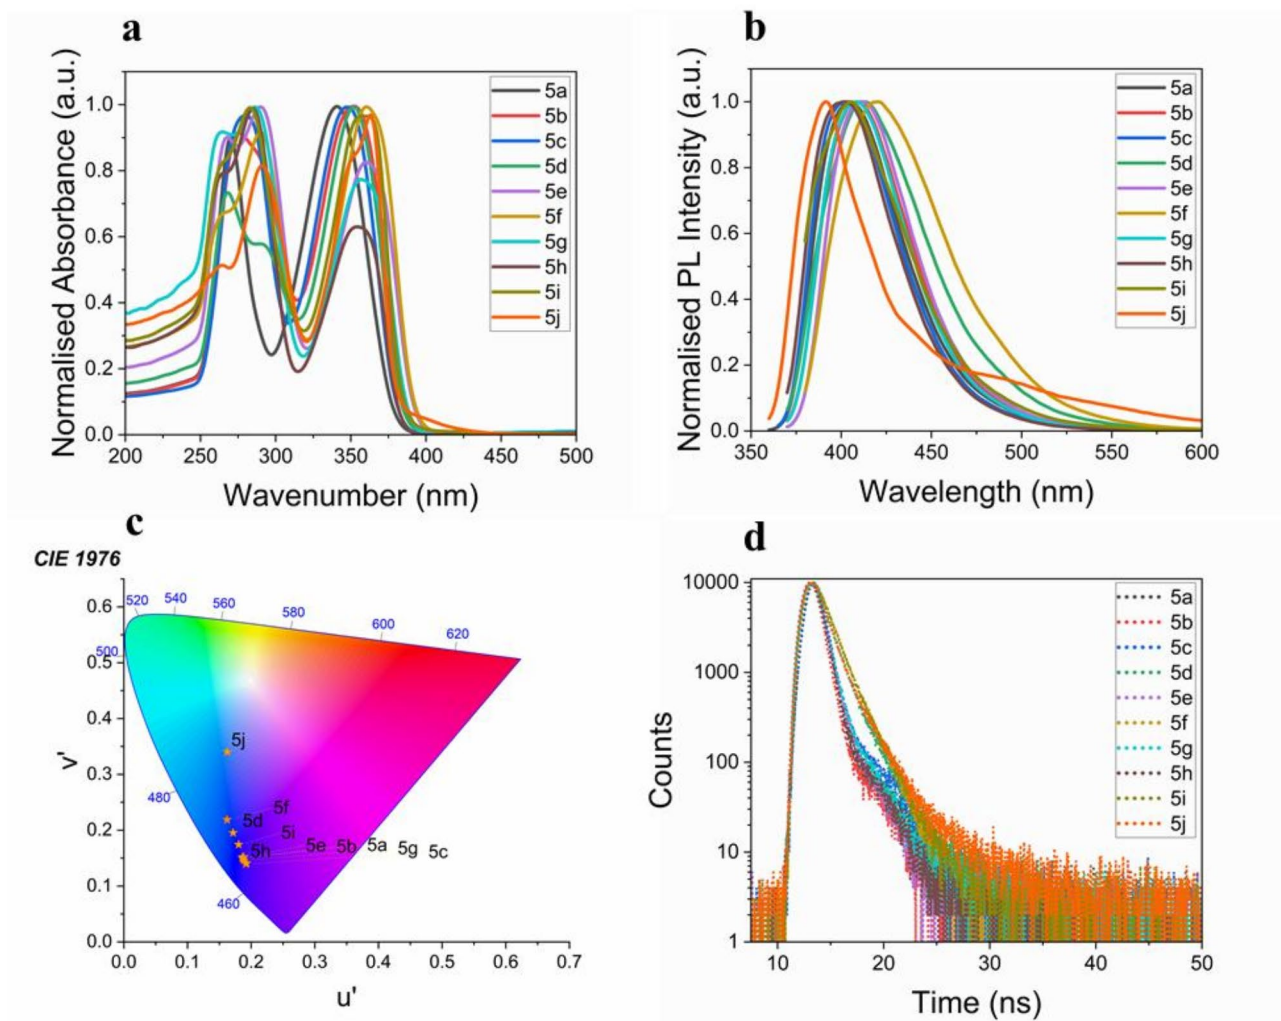 a
Normalised Absorbance (a.u.)
1.0
0.8
0.6
0.4
0.2
0.0
200 250 300 350 400 450 500
Wavenumber (nm)
5a
5b
5c
5d
5e
5f
5g
5h
5i
5j
b
Normalised PL Intensity (a.u.)
1.0
0.8
0.6
0.4
0.2
0.0
350 400 450 500 550 600
Wavelength (nm)
5a
5b
5c
5d
5e
5f
5g
5h
5i
5j
c
CIE 1976
v'
0.6
0.5
0.4
0.3
0.2
0.1
0.0
0.0 0.1 0.2 0.3 0.4 0.5 0.6 0.7
u'
520 540 560 580 600 620
500
480
460
5j
5f
5d
5i
5h 5e 5b 5a 5g 5c
d
Counts
10000
1000
100
10
1
10 20 30 40 50
Time (ns)
5a
5b
5c
5d
5e
5f
5g
5h
5i
5j